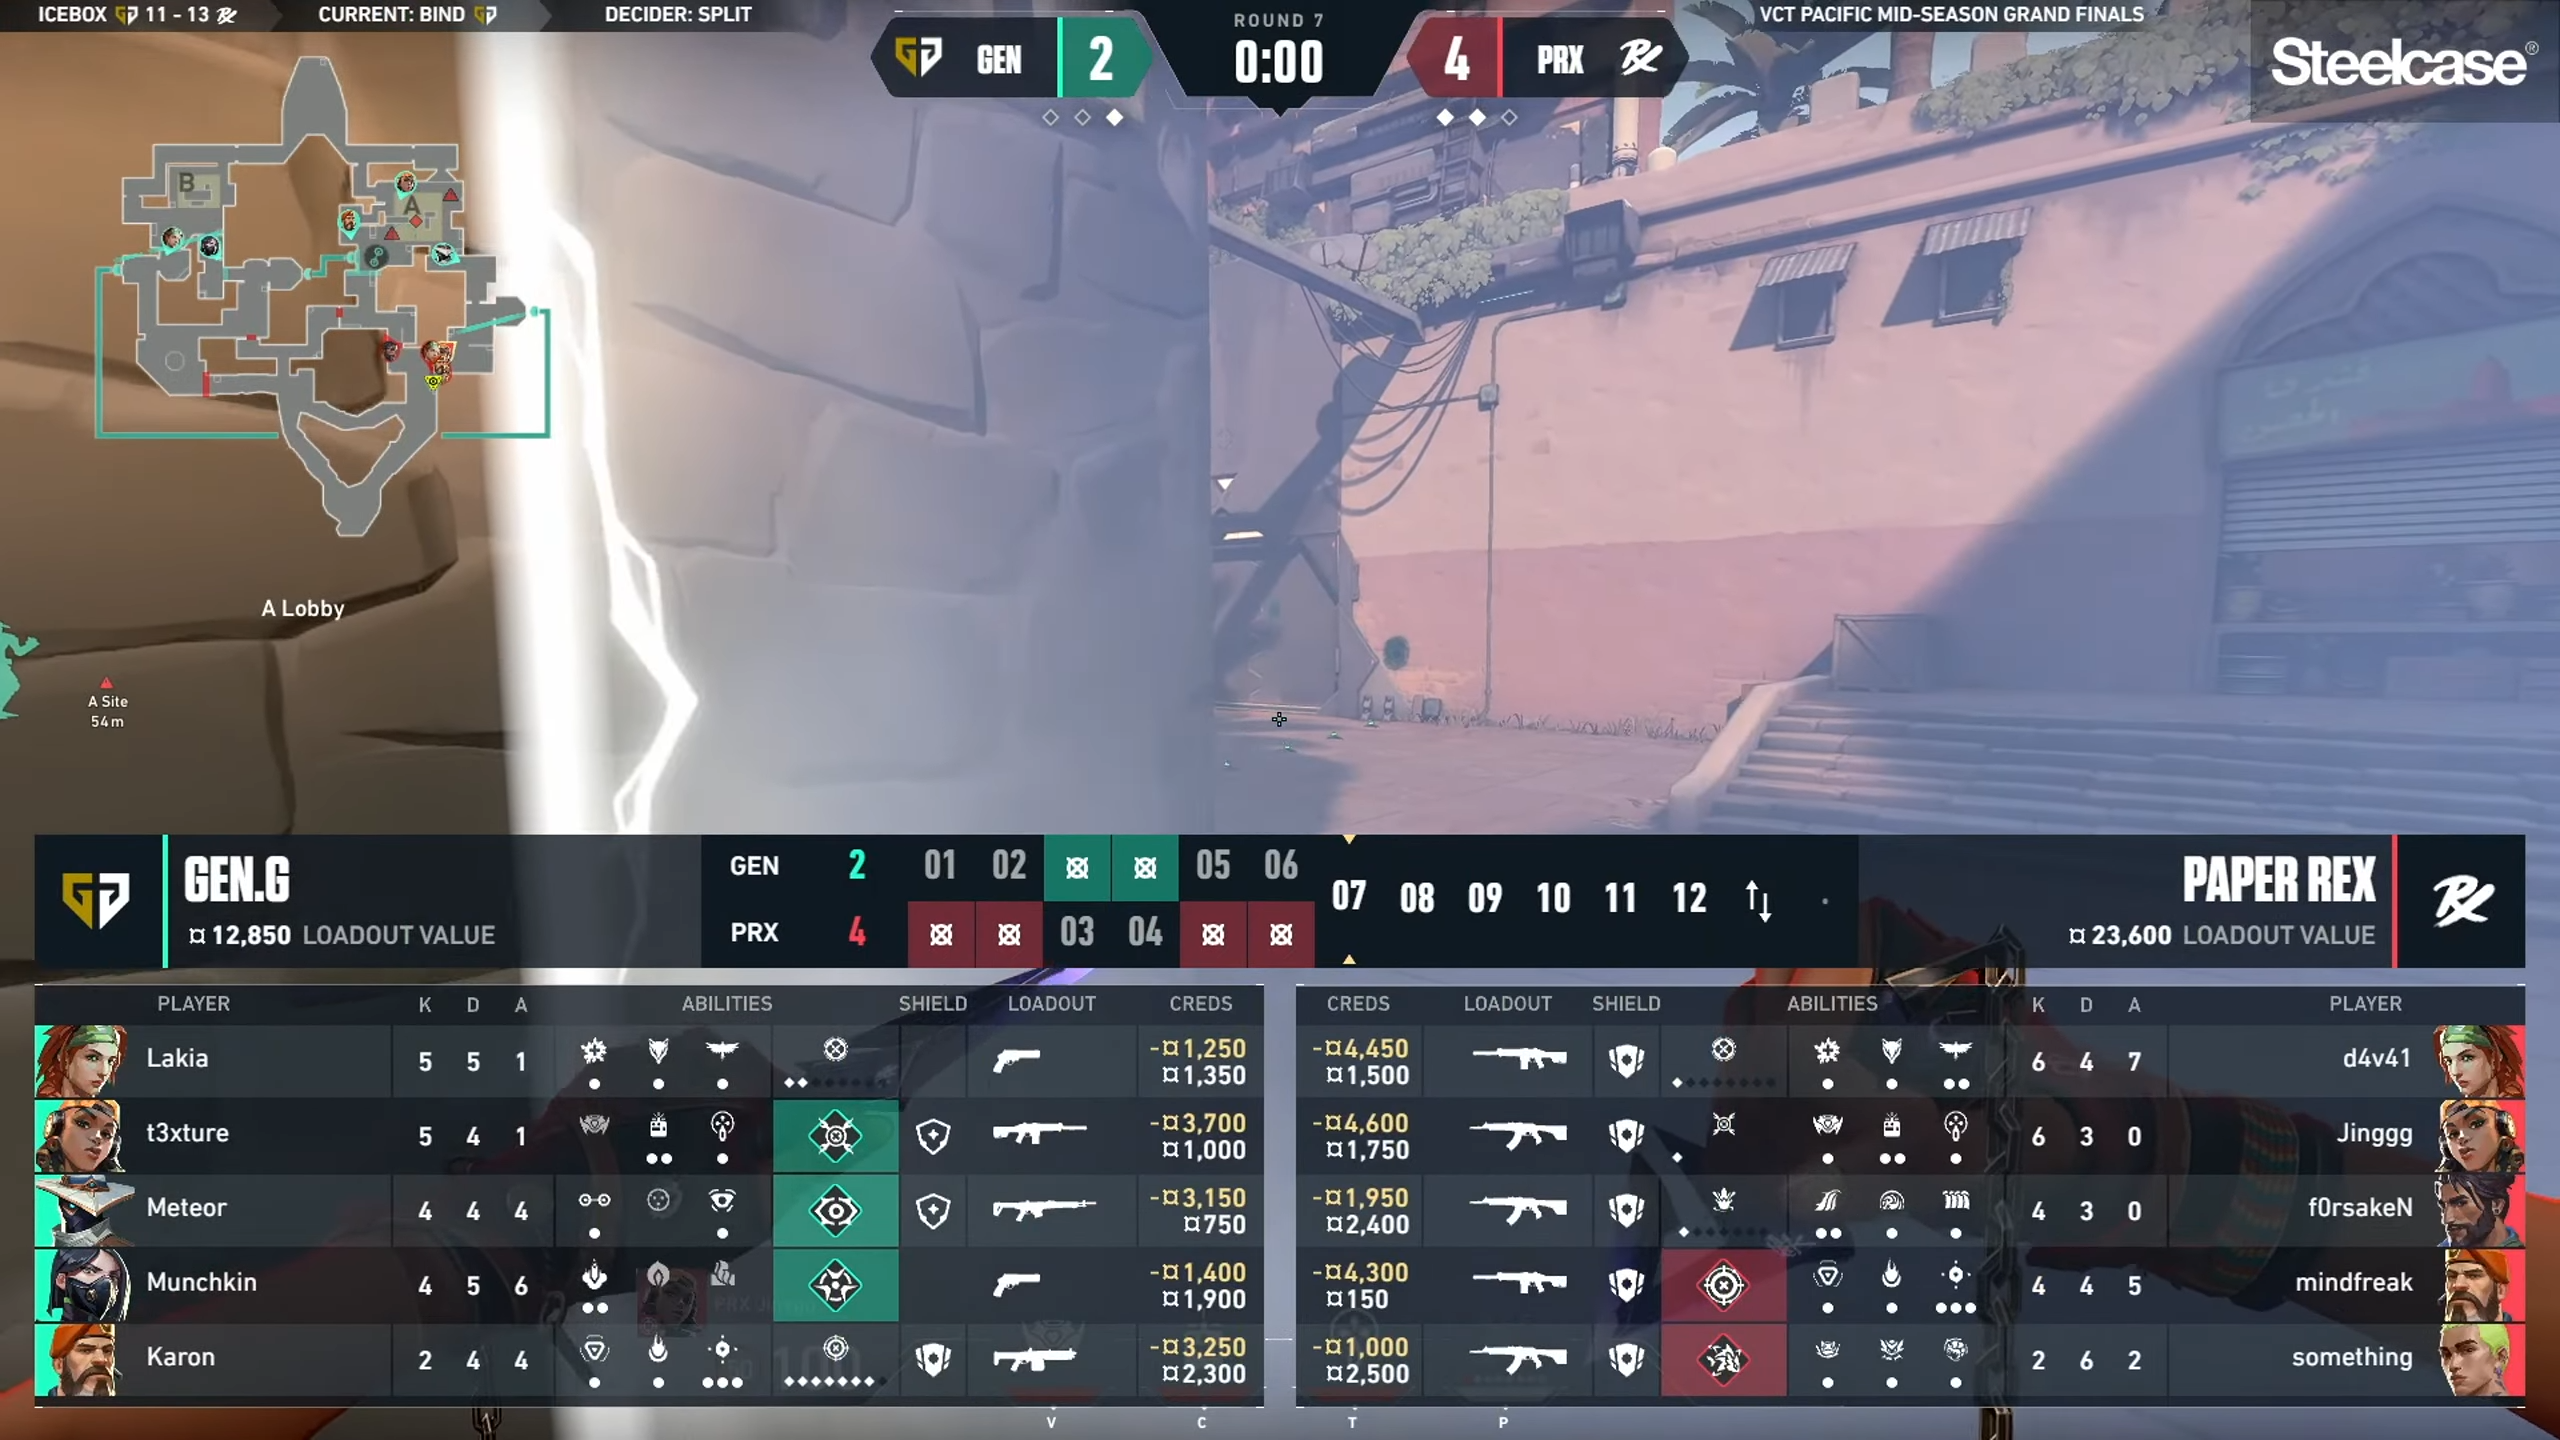 ICEBOX 11 - 13
CURRENT: BIND
DECIDER: SPLIT
VCT PACIFIC MID-SEASON GRAND FINALS
Steelcase®
GEN 2
ROUND 7
0:00
4 PRX
B
A
A Lobby
A Site
54m
GEN.G
¤ 12,850 LOADOUT VALUE
GEN 2 01 02 05 06
PRX 4 03 04
07 08 09 10 11 12
PAPER REX
¤ 23,600 LOADOUT VALUE
PLAYER K D A ABILITIES SHIELD LOADOUT CREDS
Lakia 5 5 1 -¤1,250
¤1,350
t3xture 5 4 1 -¤3,700
¤1,000
Meteor 4 4 4 -¤3,150
¤750
Munchkin 4 5 6 -¤1,400
¤1,900
Karon 2 4 4 -¤3,250
¤2,300
CREDS LOADOUT SHIELD ABILITIES K D A PLAYER
-¤4,450 6 4 7 d4v41
¤1,500
-¤4,600 6 3 0 Jinggg
¤1,750
-¤1,950 4 3 0 f0rsakeN
¤2,400
-¤4,300 4 4 5 mindfreak
¤150
-¤1,000 2 6 2 something
¤2,500
PRX Jinggg
100
V C T P